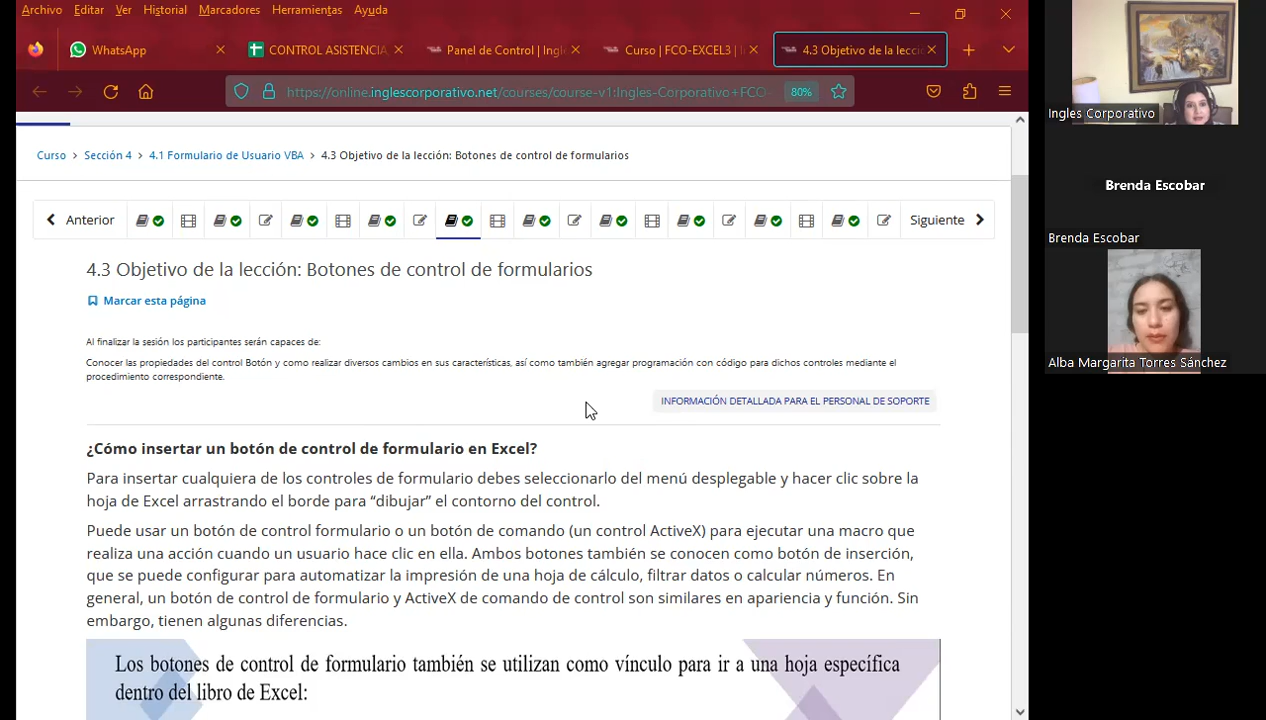 Archivo Editar Ver Historial Marcadores Herramientas Ayuda
WhatsApp CONTROL ASISTENCIA Panel de Control | Ingle Curso | FCO-EXCEL3 | I 4.3 Objetivo de la lecció
https://online.inglescorporativo.net/courses/course-v1:Ingles-Corporativo+FCO- 80%
Curso > Sección 4 > 4.1 Formulario de Usuario VBA > 4.3 Objetivo de la lección: Botones de control de formularios
Anterior Siguiente
4.3 Objetivo de la lección: Botones de control de formularios
Marcar esta página
Al finalizar la sesión los participantes serán capaces de:
Conocer las propiedades del control Botón y como realizar diversos cambios en sus características, así como también agregar programación con código para dichos controles mediante el
procedimiento correspondiente.
INFORMACIÓN DETALLADA PARA EL PERSONAL DE SOPORTE
¿Cómo insertar un botón de control de formulario en Excel?
Para insertar cualquiera de los controles de formulario debes seleccionarlo del menú desplegable y hacer clic sobre la
hoja de Excel arrastrando el borde para “dibujar” el contorno del control.
Puede usar un botón de control formulario o un botón de comando (un control ActiveX) para ejecutar una macro que
realiza una acción cuando un usuario hace clic en ella. Ambos botones también se conocen como botón de inserción,
que se puede configurar para automatizar la impresión de una hoja de cálculo, filtrar datos o calcular números. En
general, un botón de control de formulario y ActiveX de comando de control son similares en apariencia y función. Sin
embargo, tienen algunas diferencias.
Los botones de control de formulario también se utilizan como vínculo para ir a una hoja específica
dentro del libro de Excel:
Ingles Corporativo
Brenda Escobar
Brenda Escobar
Alba Margarita Torres Sánchez